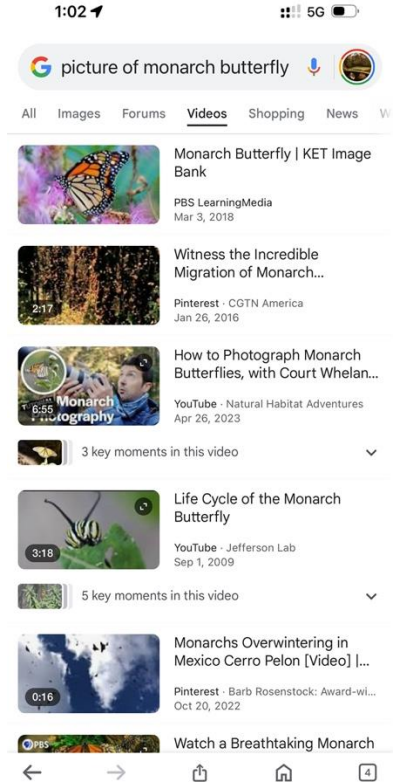 1:02
5G
picture of monarch butterfly
All Images Forums Videos Shopping News W
Monarch Butterfly | KET Image
Bank
PBS LearningMedia
Mar 3, 2018
2:17
Witness the Incredible
Migration of Monarch...
Pinterest · CGTN America
Jan 26, 2016
6:55
Monarch
Photography
How to Photograph Monarch
Butterflies, with Court Whelan...
YouTube · Natural Habitat Adventures
Apr 26, 2023
3 key moments in this video
3:18
Life Cycle of the Monarch
Butterfly
YouTube · Jefferson Lab
Sep 1, 2009
5 key moments in this video
0:16
Monarchs Overwintering in
Mexico Cerro Pelon [Video] |...
Pinterest · Barb Rosenstock: Award-wi...
Oct 20, 2022
PBS
Watch a Breathtaking Monarch
4